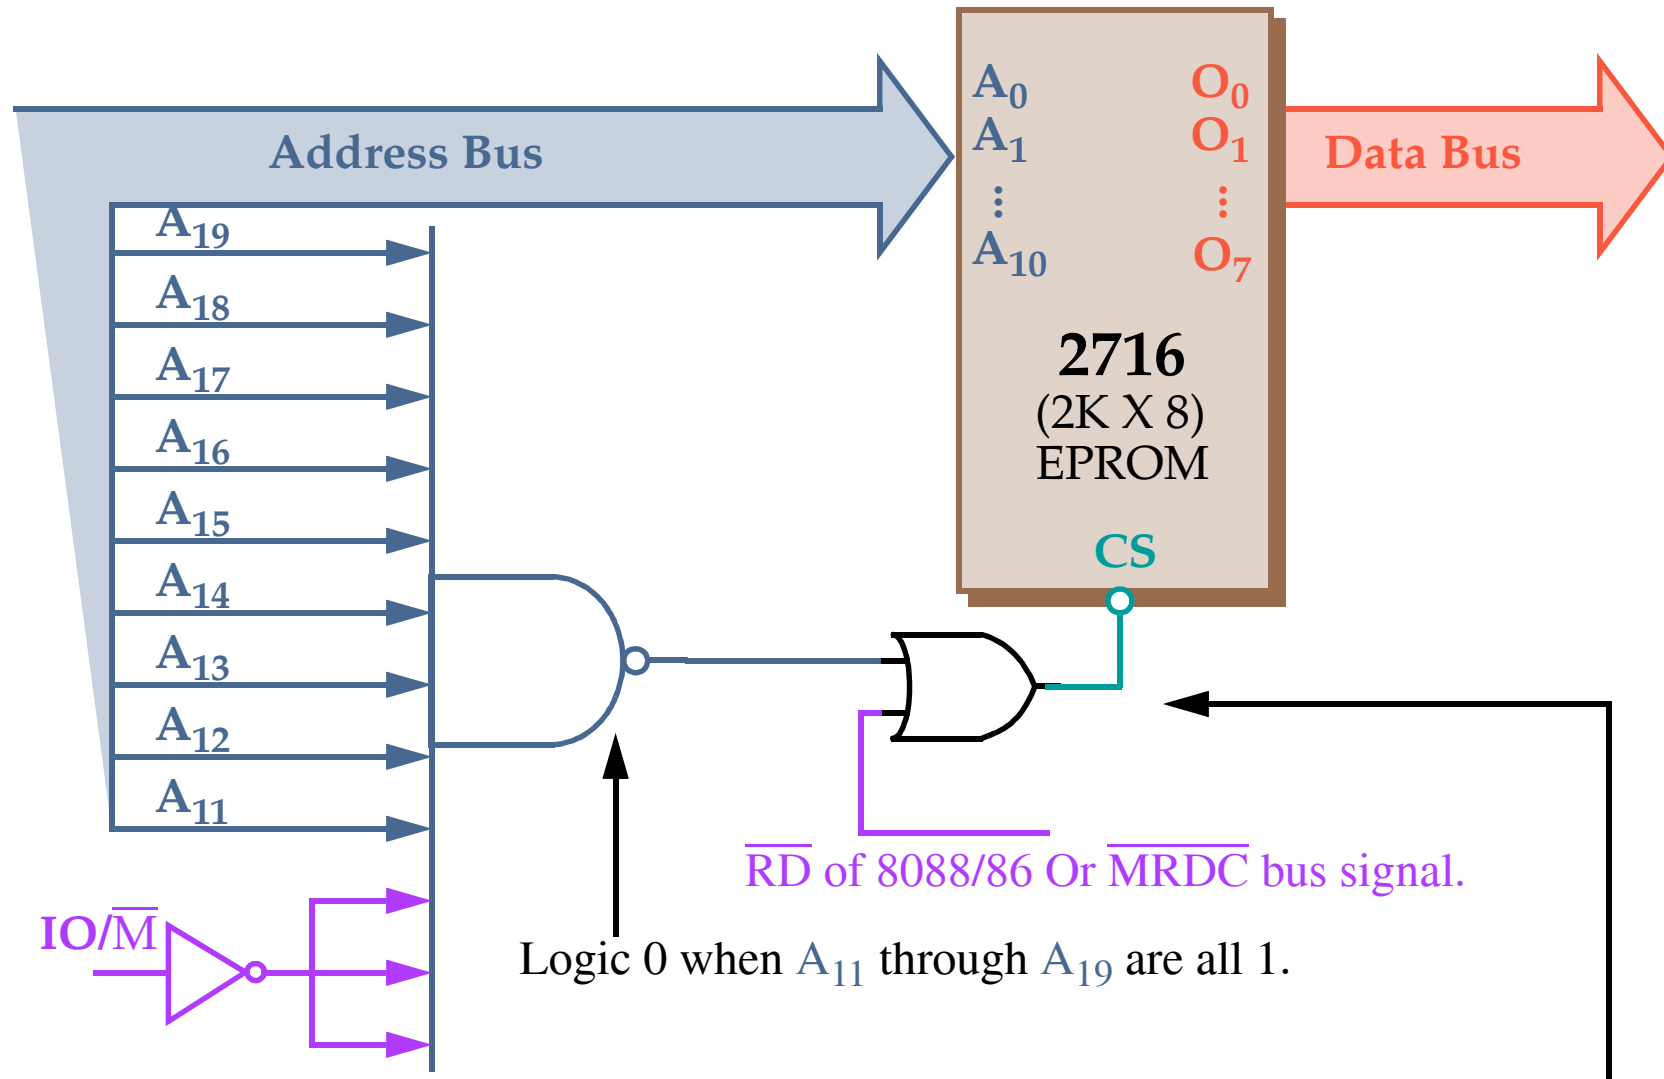 Address Bus
A0
A1
⋮
A10
O0
O1
⋮
O7
Data Bus
2716
(2K X 8)
EPROM
CS
A19
A18
A17
A16
A15
A14
A13
A12
A11
IO/M̅
R̅D̅ of 8088/86 Or M̅R̅D̅C̅ bus signal.
Logic 0 when A11 through A19 are all 1.